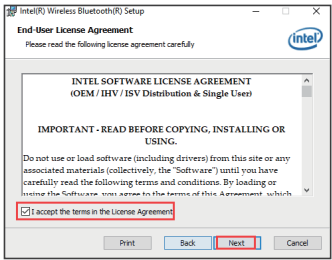 Intel(R) Wireless Bluetooth(R) Setup
End-User License Agreement
Please read the following license agreement carefully
intel
INTEL SOFTWARE LICENSE AGREEMENT
(OEM / IHV / ISV Distribution & Single User)
IMPORTANT - READ BEFORE COPYING, INSTALLING OR
USING.
Do not use or load software (including drivers) from this site or any
associated materials (collectively, the "Software") until you have
carefully read the following terms and conditions. By loading or
using the Software, you agree to the terms of this Agreement, which
I accept the terms in the License Agreement
Print Back Next Cancel